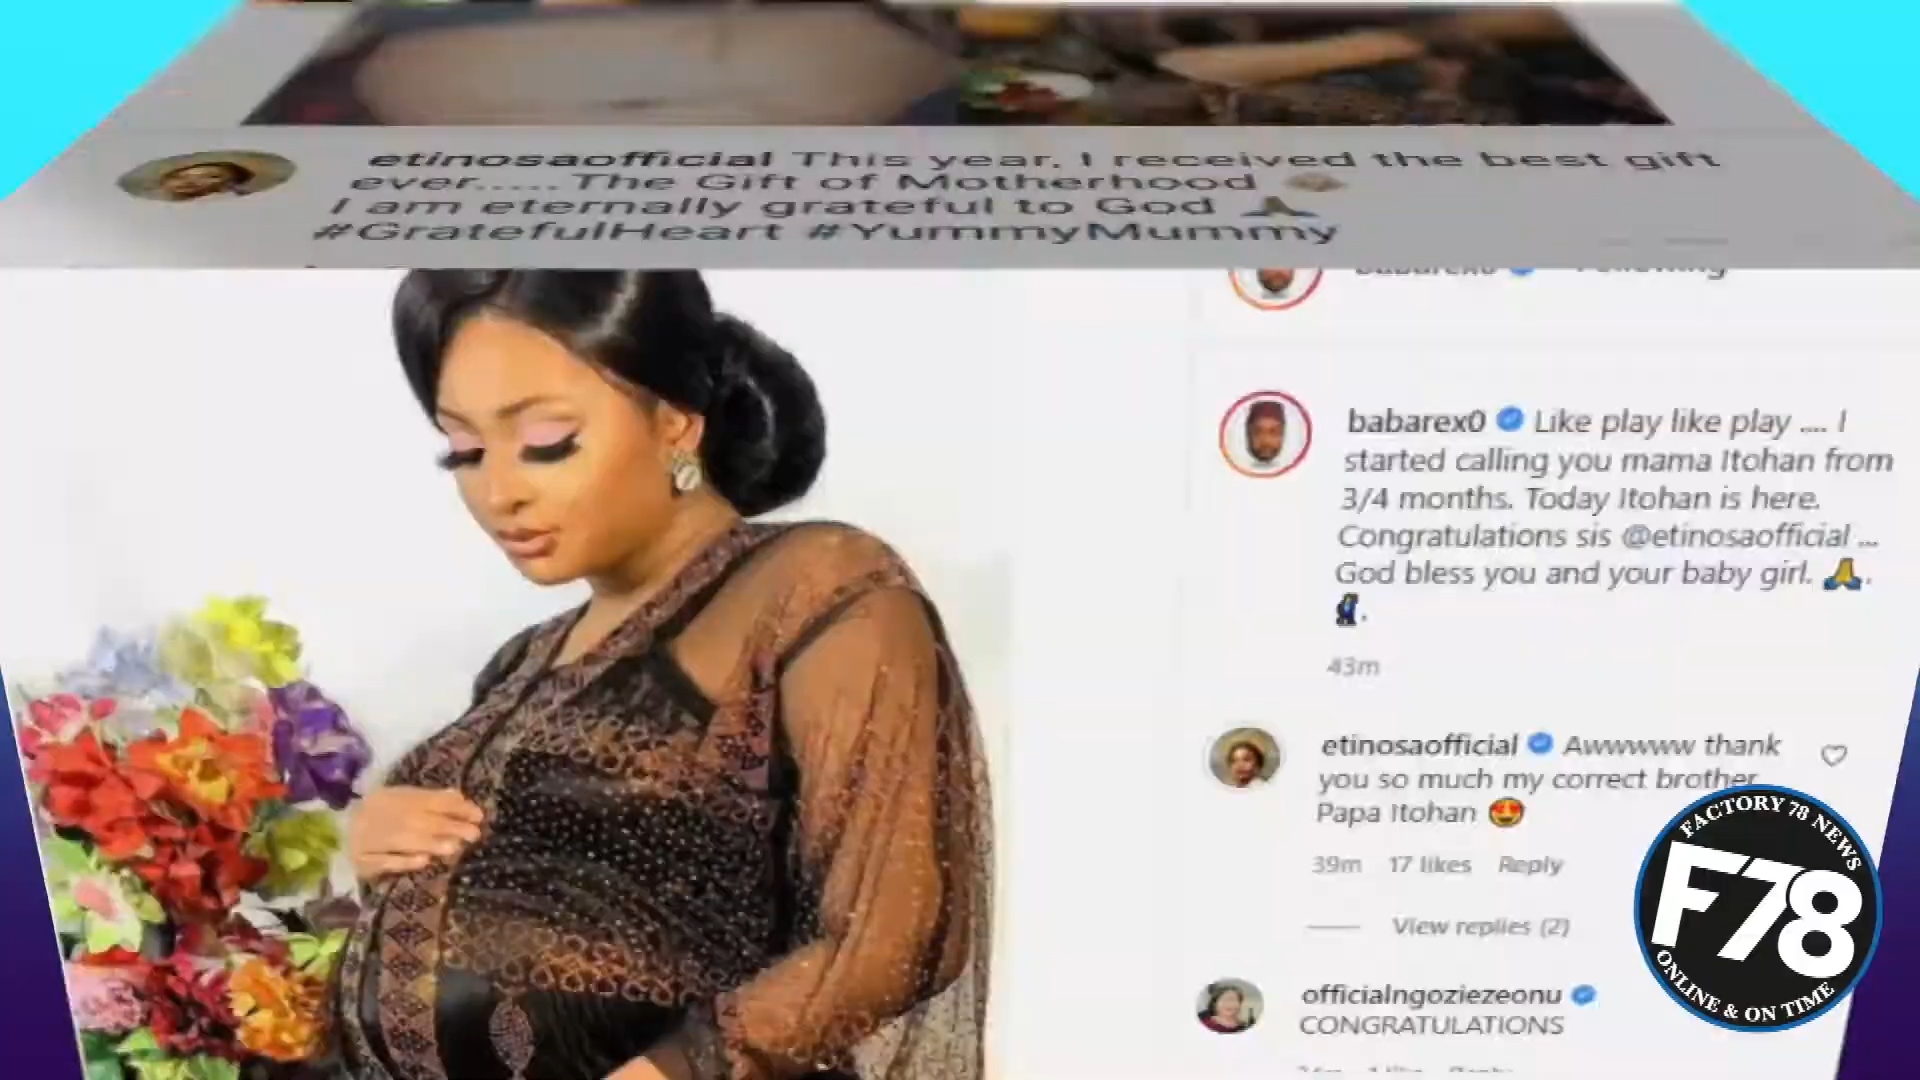 etinosaofficial This year, I received the best gift
ever.....The Gift of Motherhood
I am eternally grateful to God 🙏
#GratefulHeart #YummyMummy
babarex0 Like play like play .... I
started calling you mama Itohan from
3/4 months. Today Itohan is here.
Congratulations sis @etinosaofficial ...
God bless you and your baby girl. 🙏.
.
43m
etinosaofficial Awwwww thank
you so much my correct brother
Papa Itohan 😍
39m 17 likes Reply
View replies (2)
officialngoziezeonu
CONGRATULATIONS
FACTORY 78 NEWS
F78
ONLINE & ON TIME